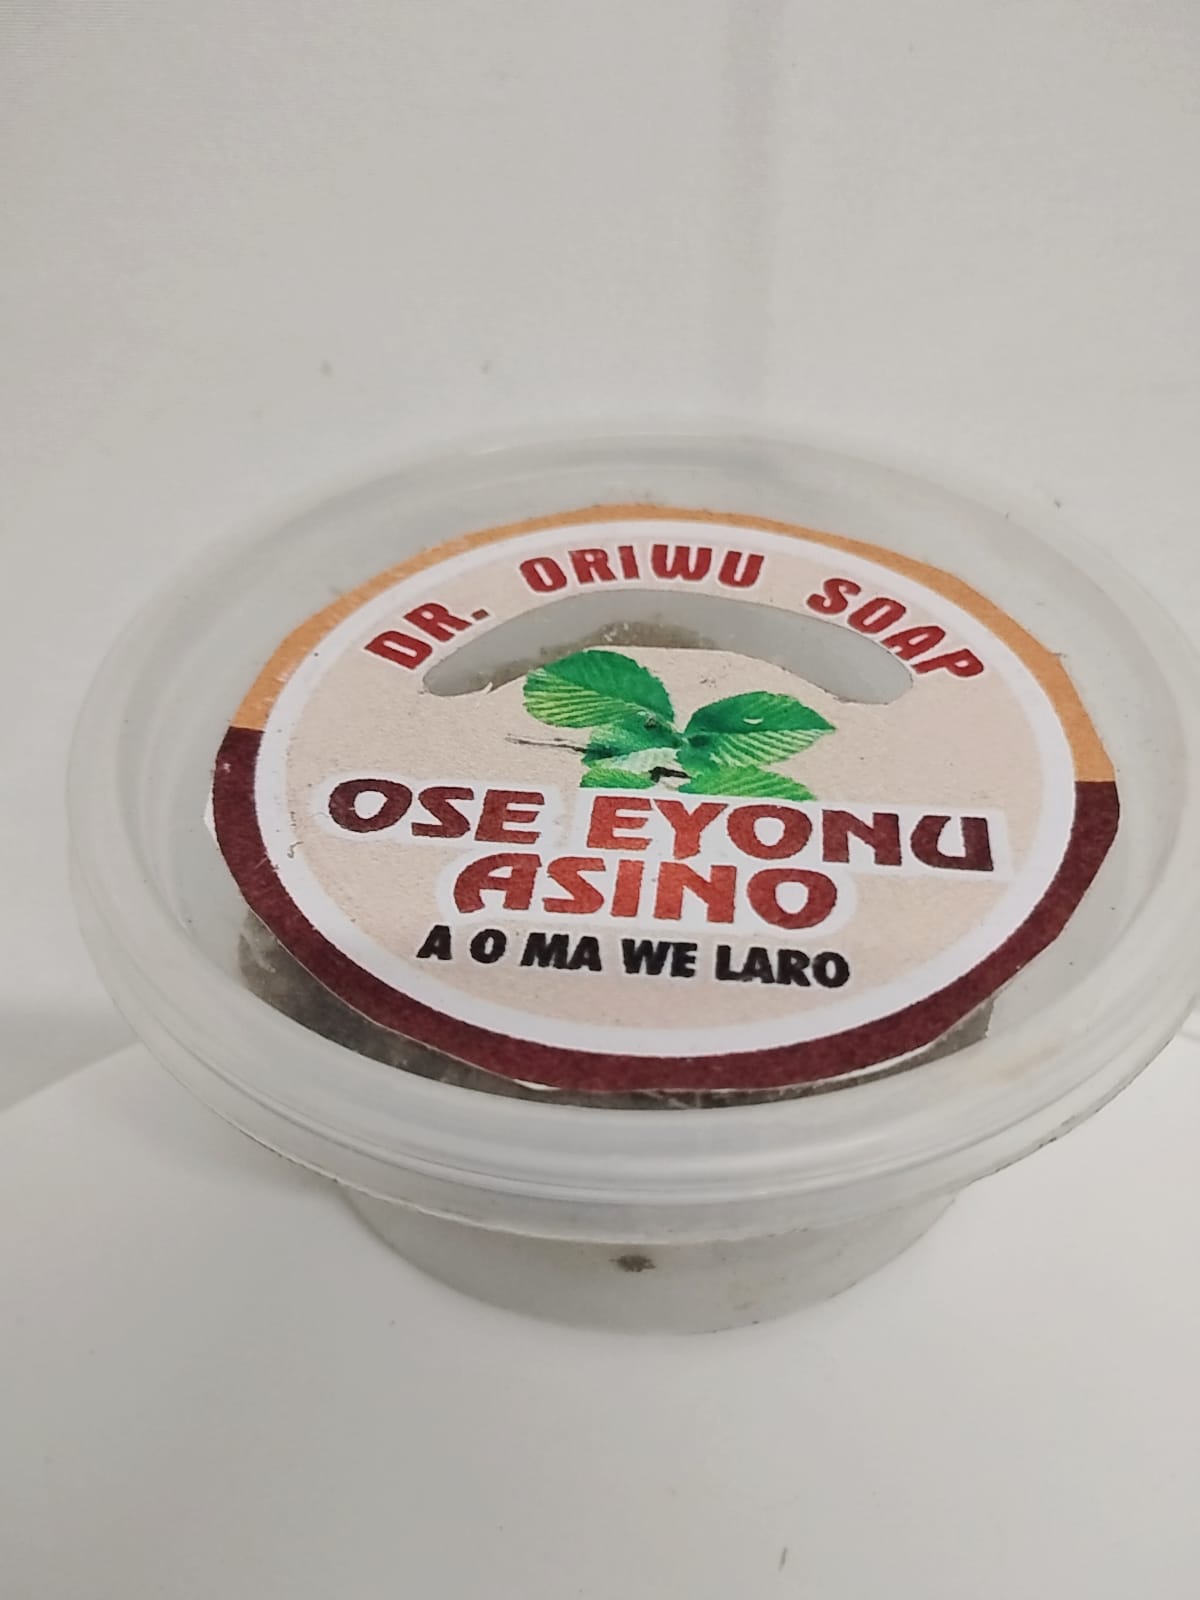 DR. ORIWU SOAP
OSE EYONU
ASINO
A O MA WE LARO